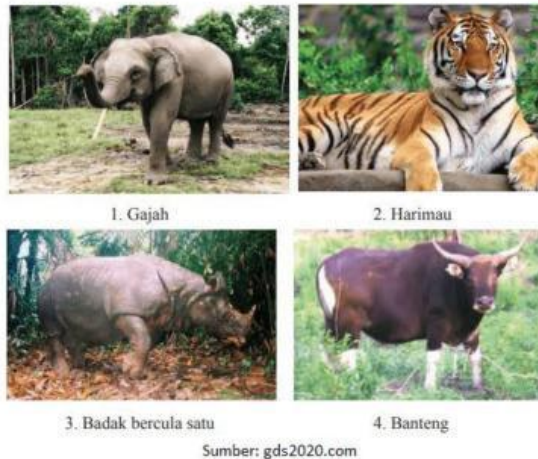 1. Gajah
2. Harimau
3. Badak bercula satu
4. Banteng
Sumber: gds2020.com